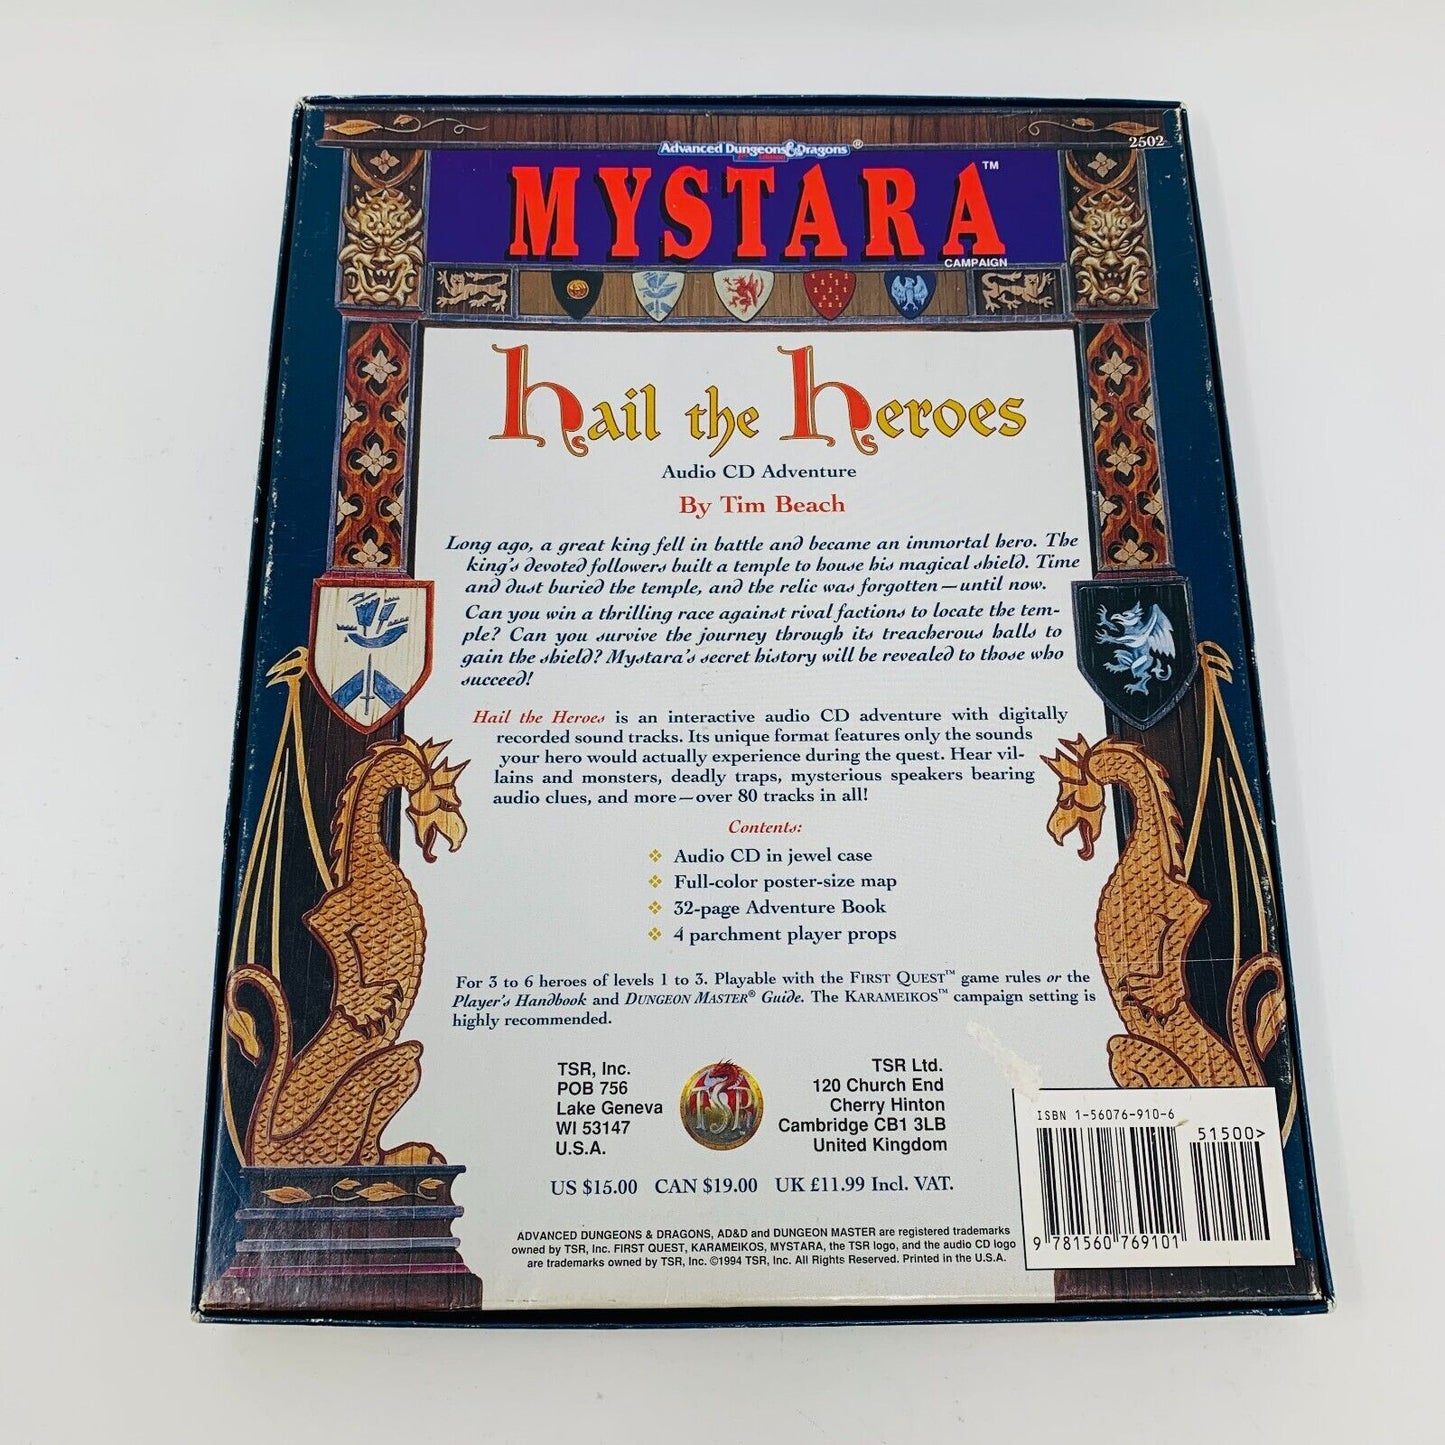 2502
Advanced Dungeons & Dragons®
2nd Edition
MYSTARA™
CAMPAIGN
hail the heroes
Audio CD Adventure
By Tim Beach
Long ago, a great king fell in battle and became an immortal hero. The
king's devoted followers built a temple to house his magical shield. Time
and dust buried the temple, and the relic was forgotten—until now.
Can you win a thrilling race against rival factions to locate the tem-
ple? Can you survive the journey through its treacherous halls to
gain the shield? Mystara's secret history will be revealed to those who
succeed!
Hail the Heroes is an interactive audio CD adventure with digitally
recorded sound tracks. Its unique format features only the sounds
your hero would actually experience during the quest. Hear vil-
lains and monsters, deadly traps, mysterious speakers bearing
audio clues, and more—over 80 tracks in all!
Contents:
❖ Audio CD in jewel case
❖ Full-color poster-size map
❖ 32-page Adventure Book
❖ 4 parchment player props
For 3 to 6 heroes of levels 1 to 3. Playable with the FIRST QUEST™ game rules or the
Player's Handbook and DUNGEON MASTER® Guide. The KARAMEIKOS™ campaign setting is
highly recommended.
TSR, Inc.
POB 756
Lake Geneva
WI 53147
U.S.A.
TSR
TSR Ltd.
120 Church End
Cherry Hinton
Cambridge CB1 3LB
United Kingdom
US $15.00 CAN $19.00 UK £11.99 Incl. VAT.
ADVANCED DUNGEONS & DRAGONS, AD&D and DUNGEON MASTER are registered trademarks
owned by TSR, Inc. FIRST QUEST, KARAMEIKOS, MYSTARA, the TSR logo, and the audio CD logo
are trademarks owned by TSR, Inc. ©1994 TSR, Inc. All Rights Reserved. Printed in the U.S.A.
ISBN 1-56076-910-6
51500>
9 781560 769101